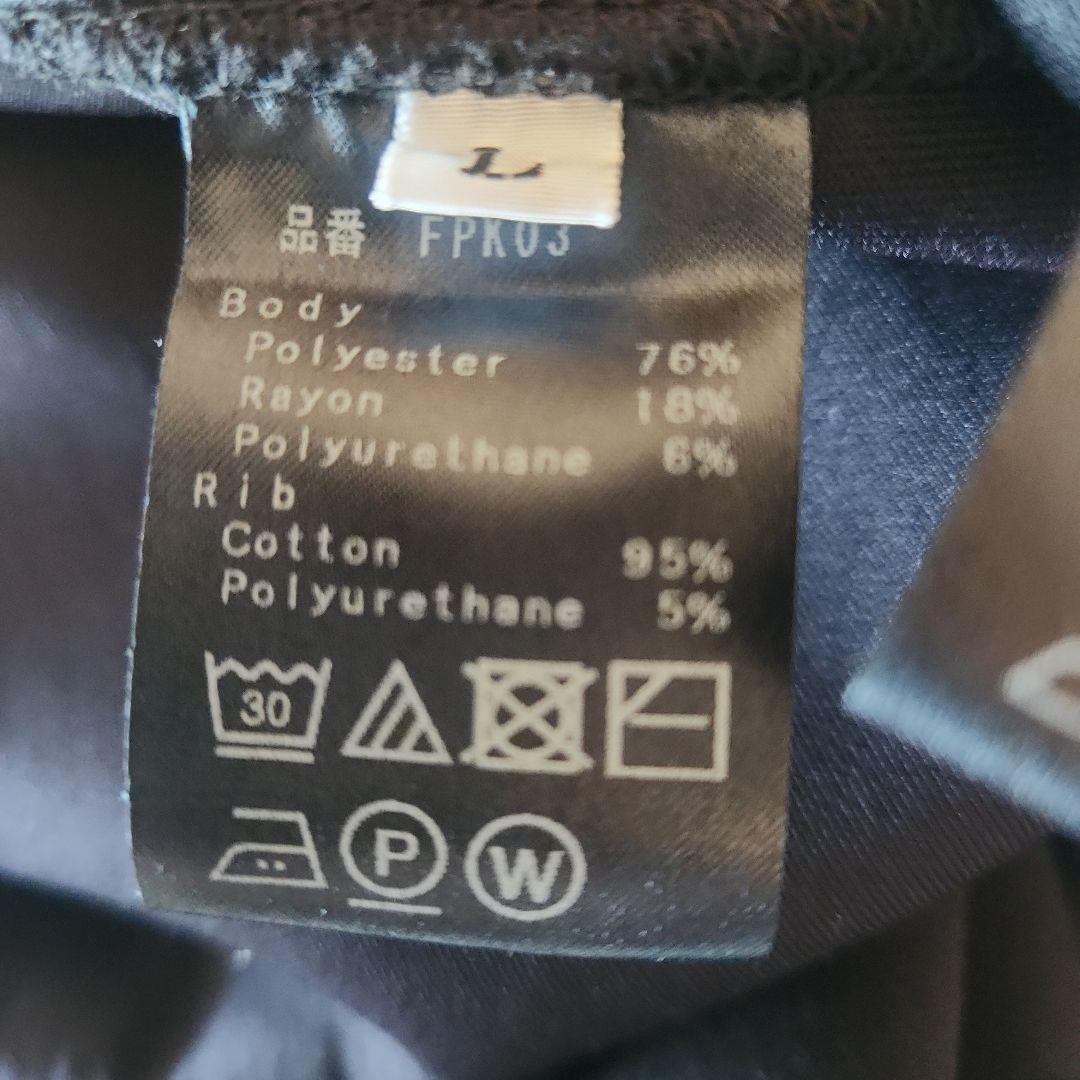 L
品番 FPK03
Body
Polyester 76%
Rayon 18%
Polyurethane 6%
Rib
Cotton 95%
Polyurethane 5%
30
P
W